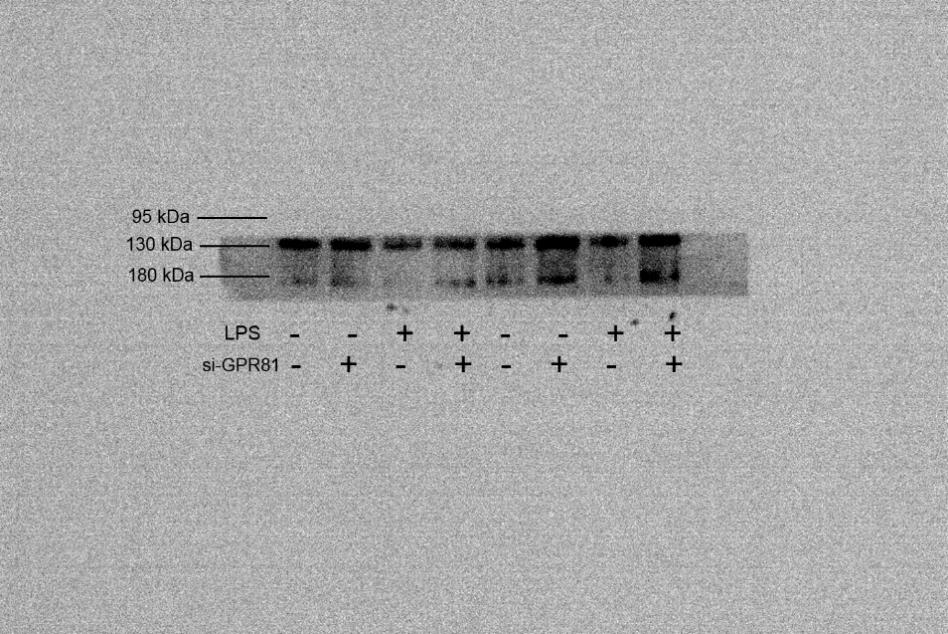 95 kDa
130 kDa
180 kDa
LPS - - + + - - + +
si-GPR81 - + - + - + - +